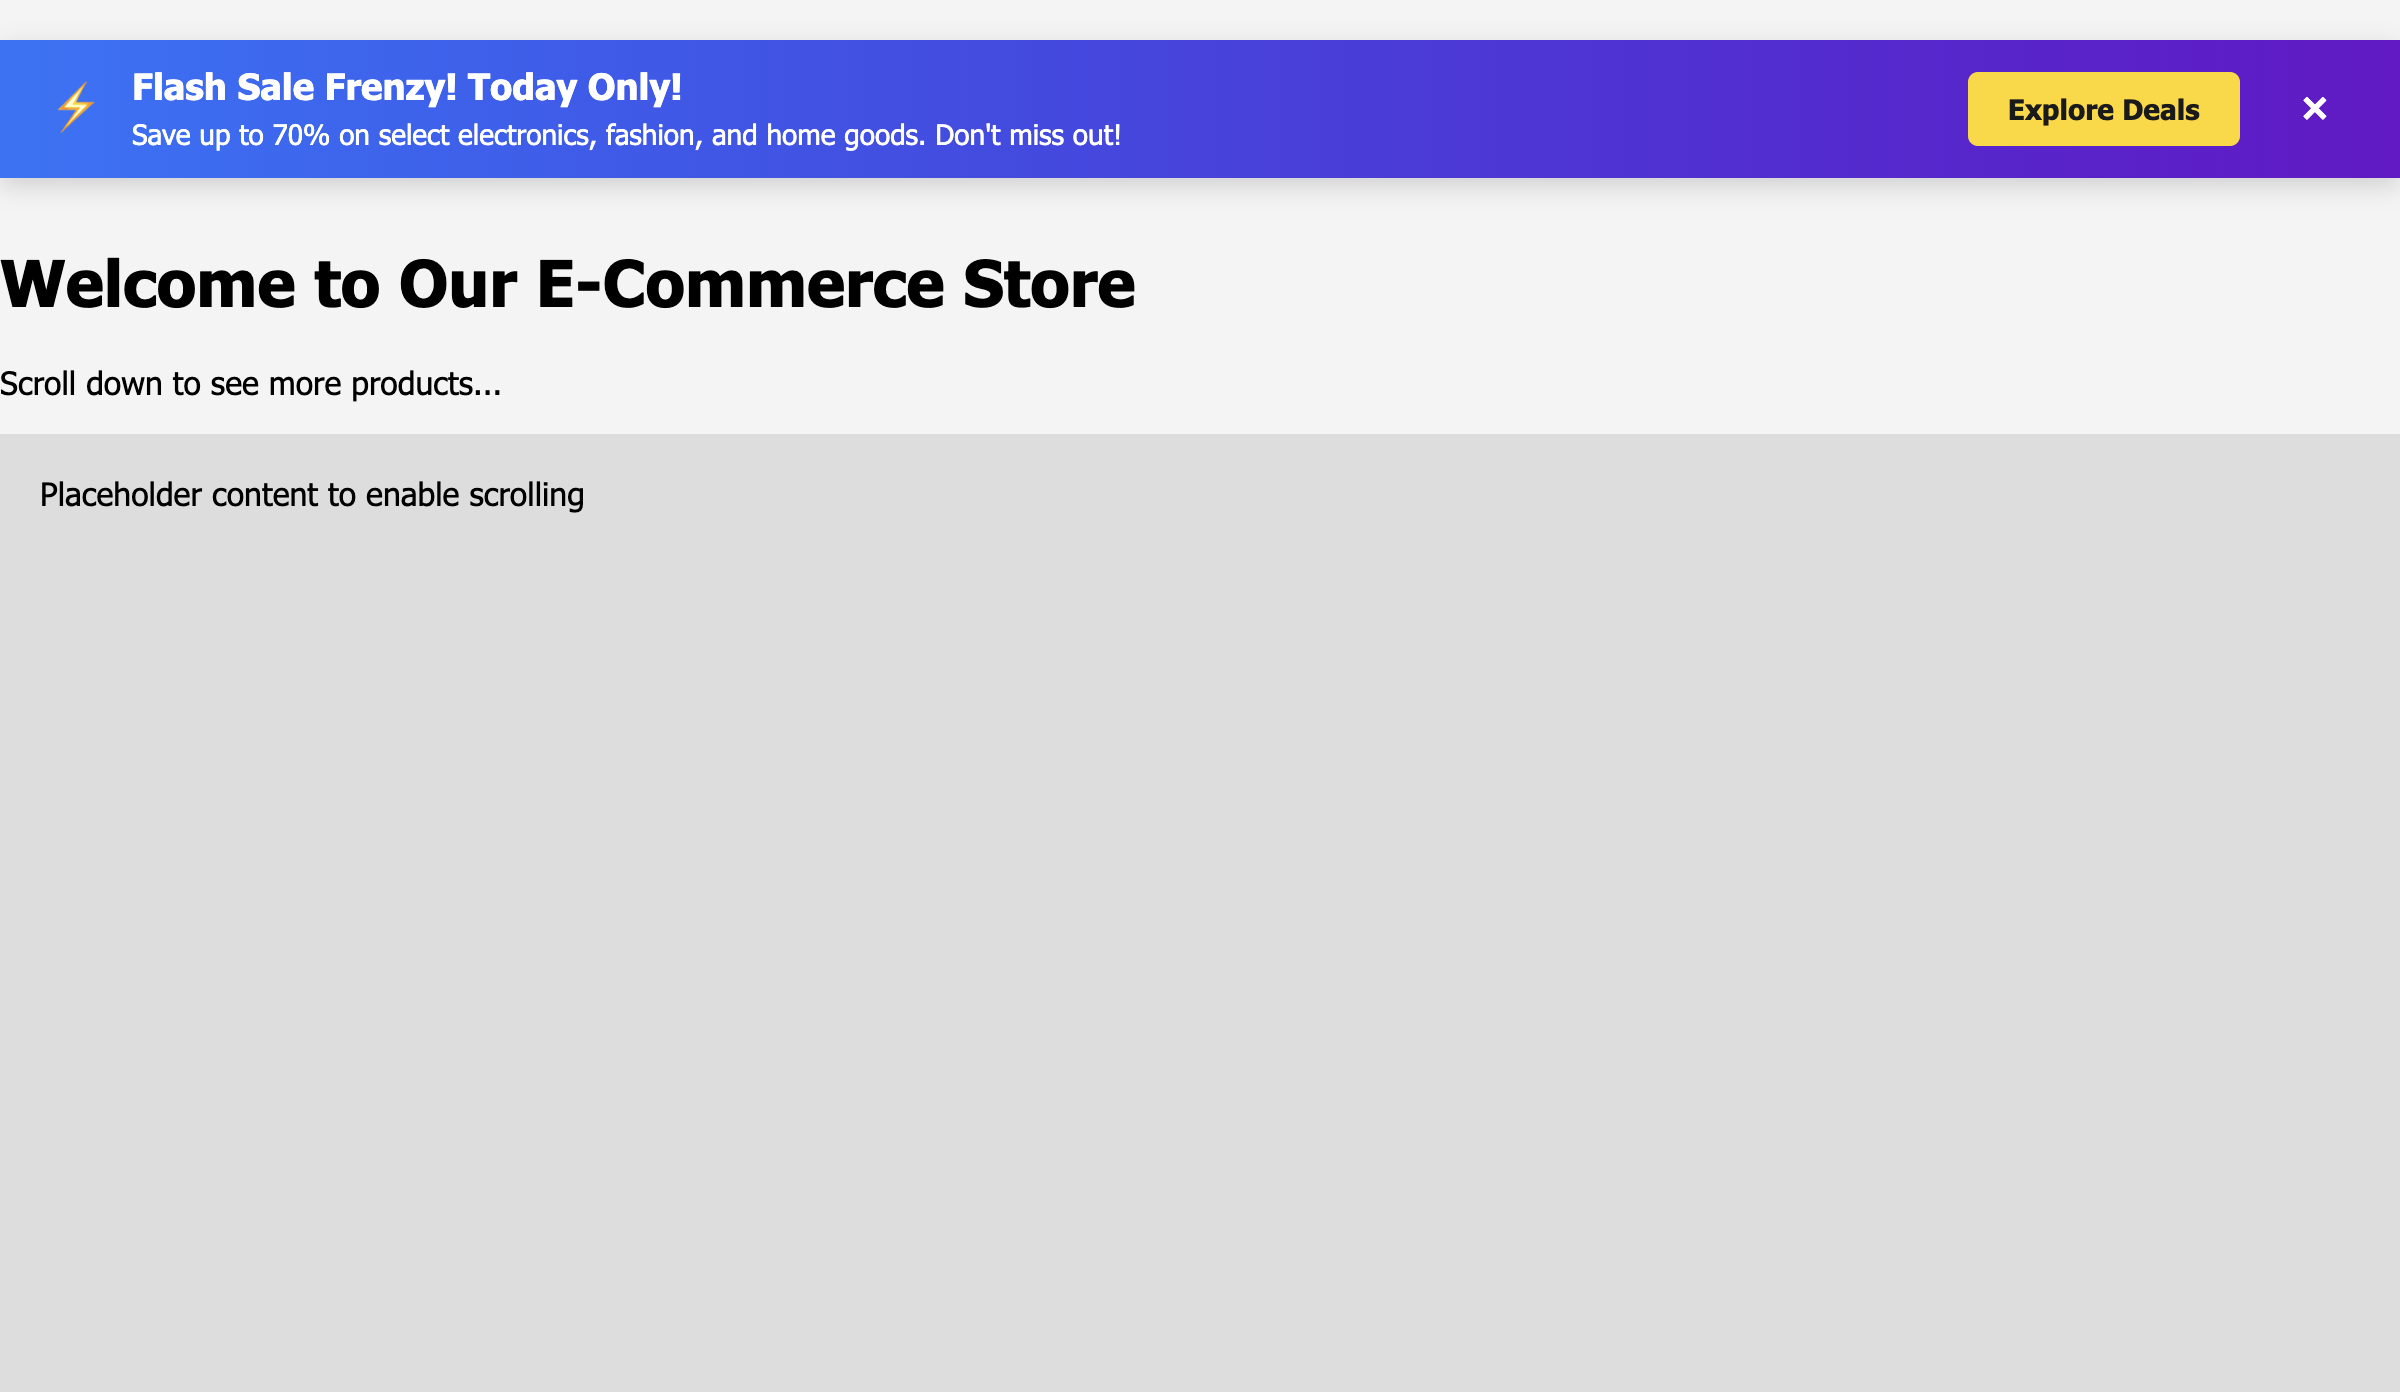 Flash Sale Frenzy! Today Only!
Save up to 70% on select electronics, fashion, and home goods. Don't miss out!
Explore Deals
×
Welcome to Our E-Commerce Store
Scroll down to see more products...
Placeholder content to enable scrolling